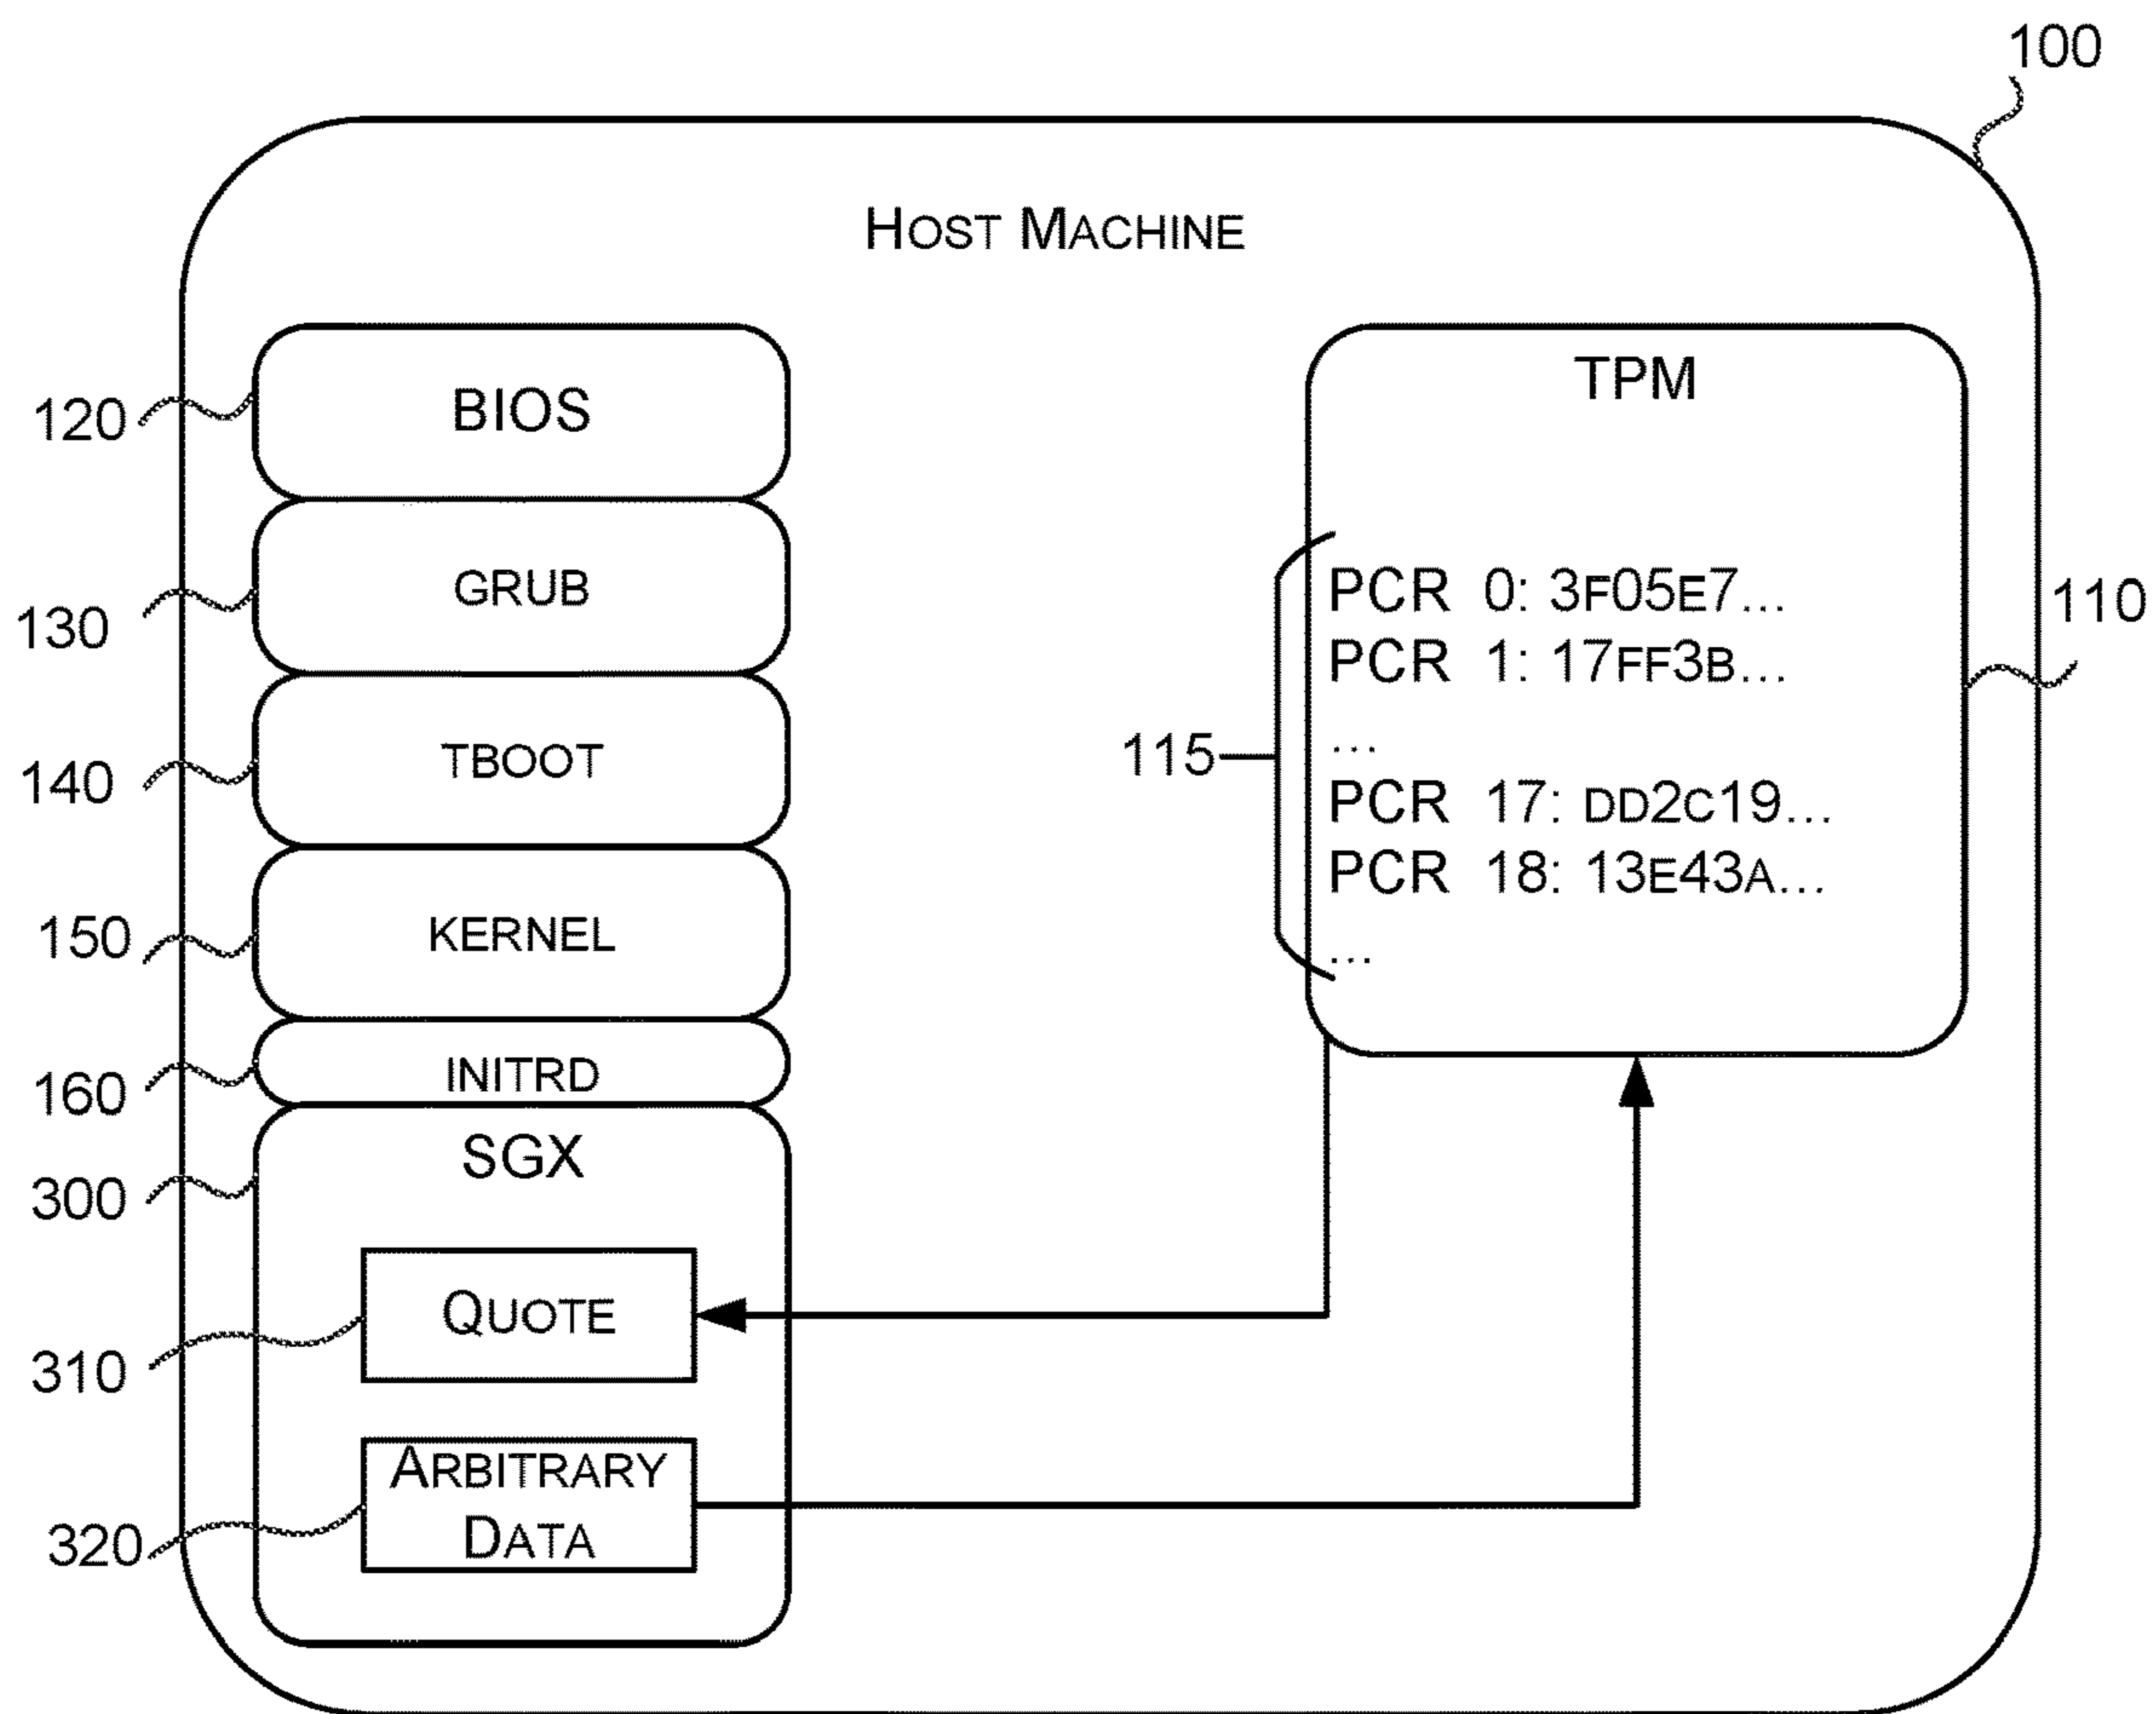 100
HOST MACHINE
TPM
BIOS
120
GRUB
130
PCR 0: 3F05E7...
110
PCR 1: 17FF3B...
115
...
TBOOT
140
PCR 17: DD2C19...
PCR 18: 13E43A...
KERNEL
150
...
INITRD
160
SGX
300
QUOTE
310
ARBITRARY
DATA
320